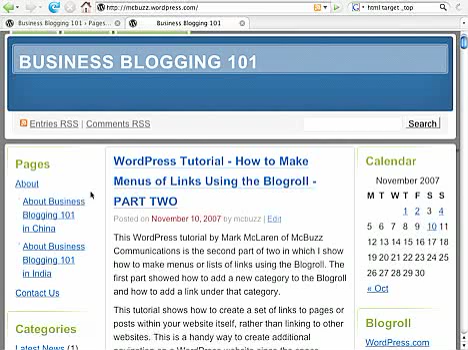 http://mcbuzz.wordpress.com/
html target _top
Business Blogging 101 › Pages...
Business Blogging 101
BUSINESS BLOGGING 101
Entries RSS | Comments RSS
Search
Pages
About
About Business
Blogging 101
in China
About Business
Blogging 101
in India
Contact Us
Categories
Latest News (1)
WordPress Tutorial - How to Make
Menus of Links Using the Blogroll -
PART TWO
Posted on November 10, 2007 by mcbuzz | Edit
This WordPress tutorial by Mark McLaren of McBuzz
Communications is the second part of two in which I show
how to make menus or lists of links using the Blogroll. The
first part showed how to add a new category to the Blogroll
and how to add a link under that category.
This tutorial shows how to create a set of links to pages or
posts within your website itself, rather than linking to other
websites. This is a handy way to create additional
Calendar
November 2007
M T W T F S S
1 2 3 4
5 6 7 8 9 10 11
12 13 14 15 16 17 18
19 20 21 22 23 24 25
26 27 28 29 30
« Oct
Blogroll
WordPress.com